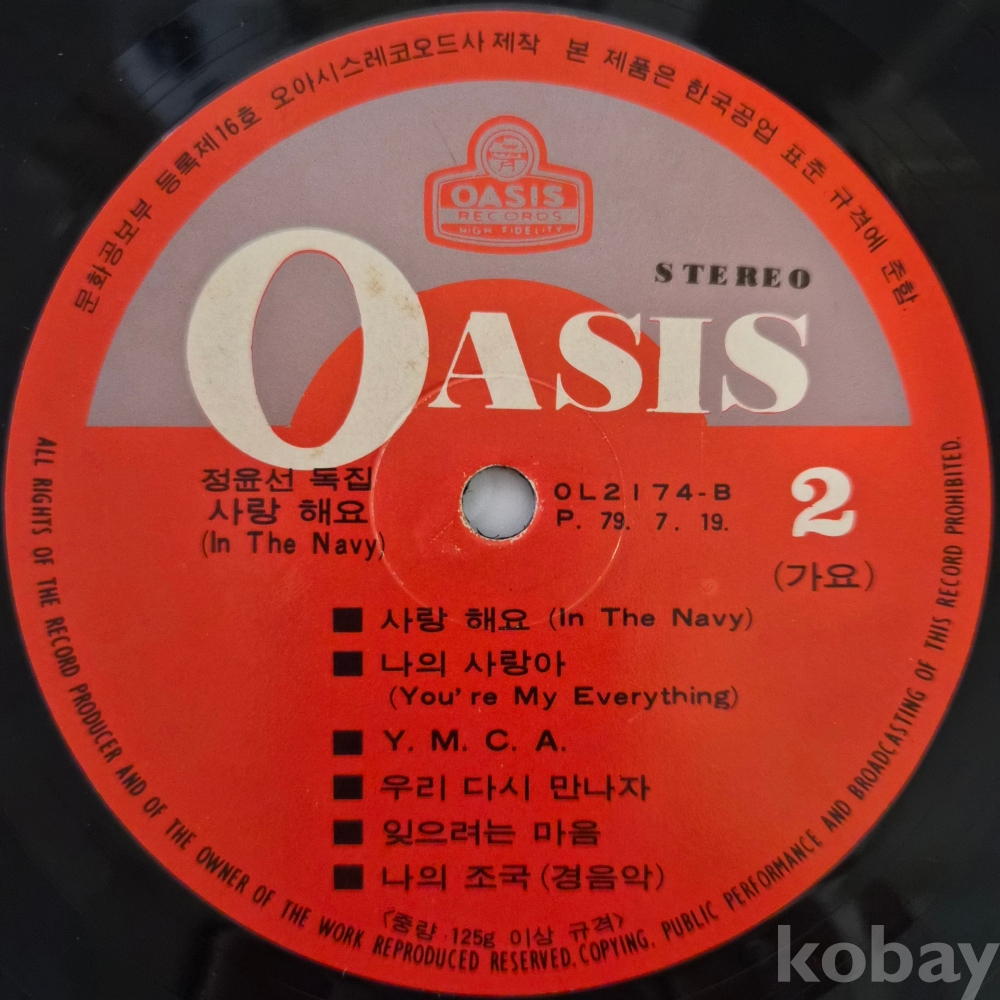 문화공보부 등록제16호 오아시스레코오드사 제작 본 제품은 한국공업 표준 규격에 준함.
OASIS
RECORDS
HIGH FIDELITY
STEREO
OASIS
정윤선 독집
사랑 해요
(In The Navy)
OL2174-B
P. 79. 7. 19.
2
(가요)
■ 사랑 해요 (In The Navy)
■ 나의 사랑아
(You're My Everything)
■ Y. M. C. A.
■ 우리 다시 만나자
■ 잊으려는 마음
■ 나의 조국 (경음악)
<중량 125g 이상 규격>
ALL RIGHTS OF THE RECORD PRODUCER AND OF THE OWNER OF THE WORK REPRODUCED RESERVED. COPYING, PUBLIC PERFORMANCE AND BROADCASTING OF THIS RECORD PROHIBITED.
kobay